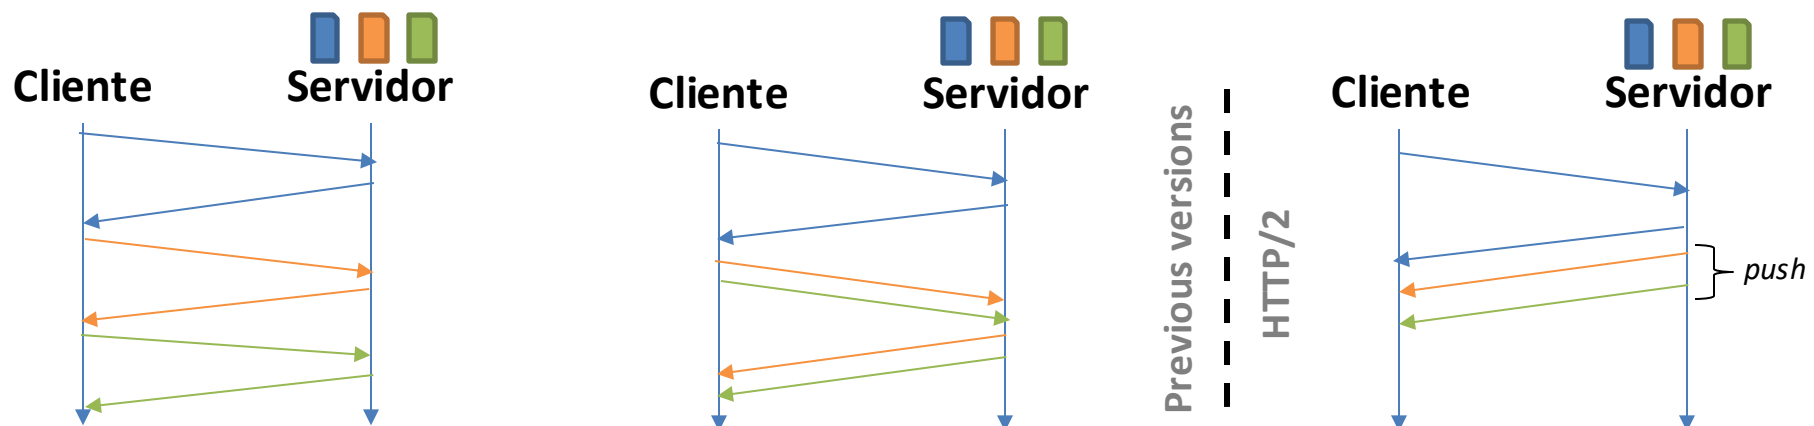 Cliente
Servidor
Cliente
Servidor
Previous versions
HTTP/2
Cliente
Servidor
push